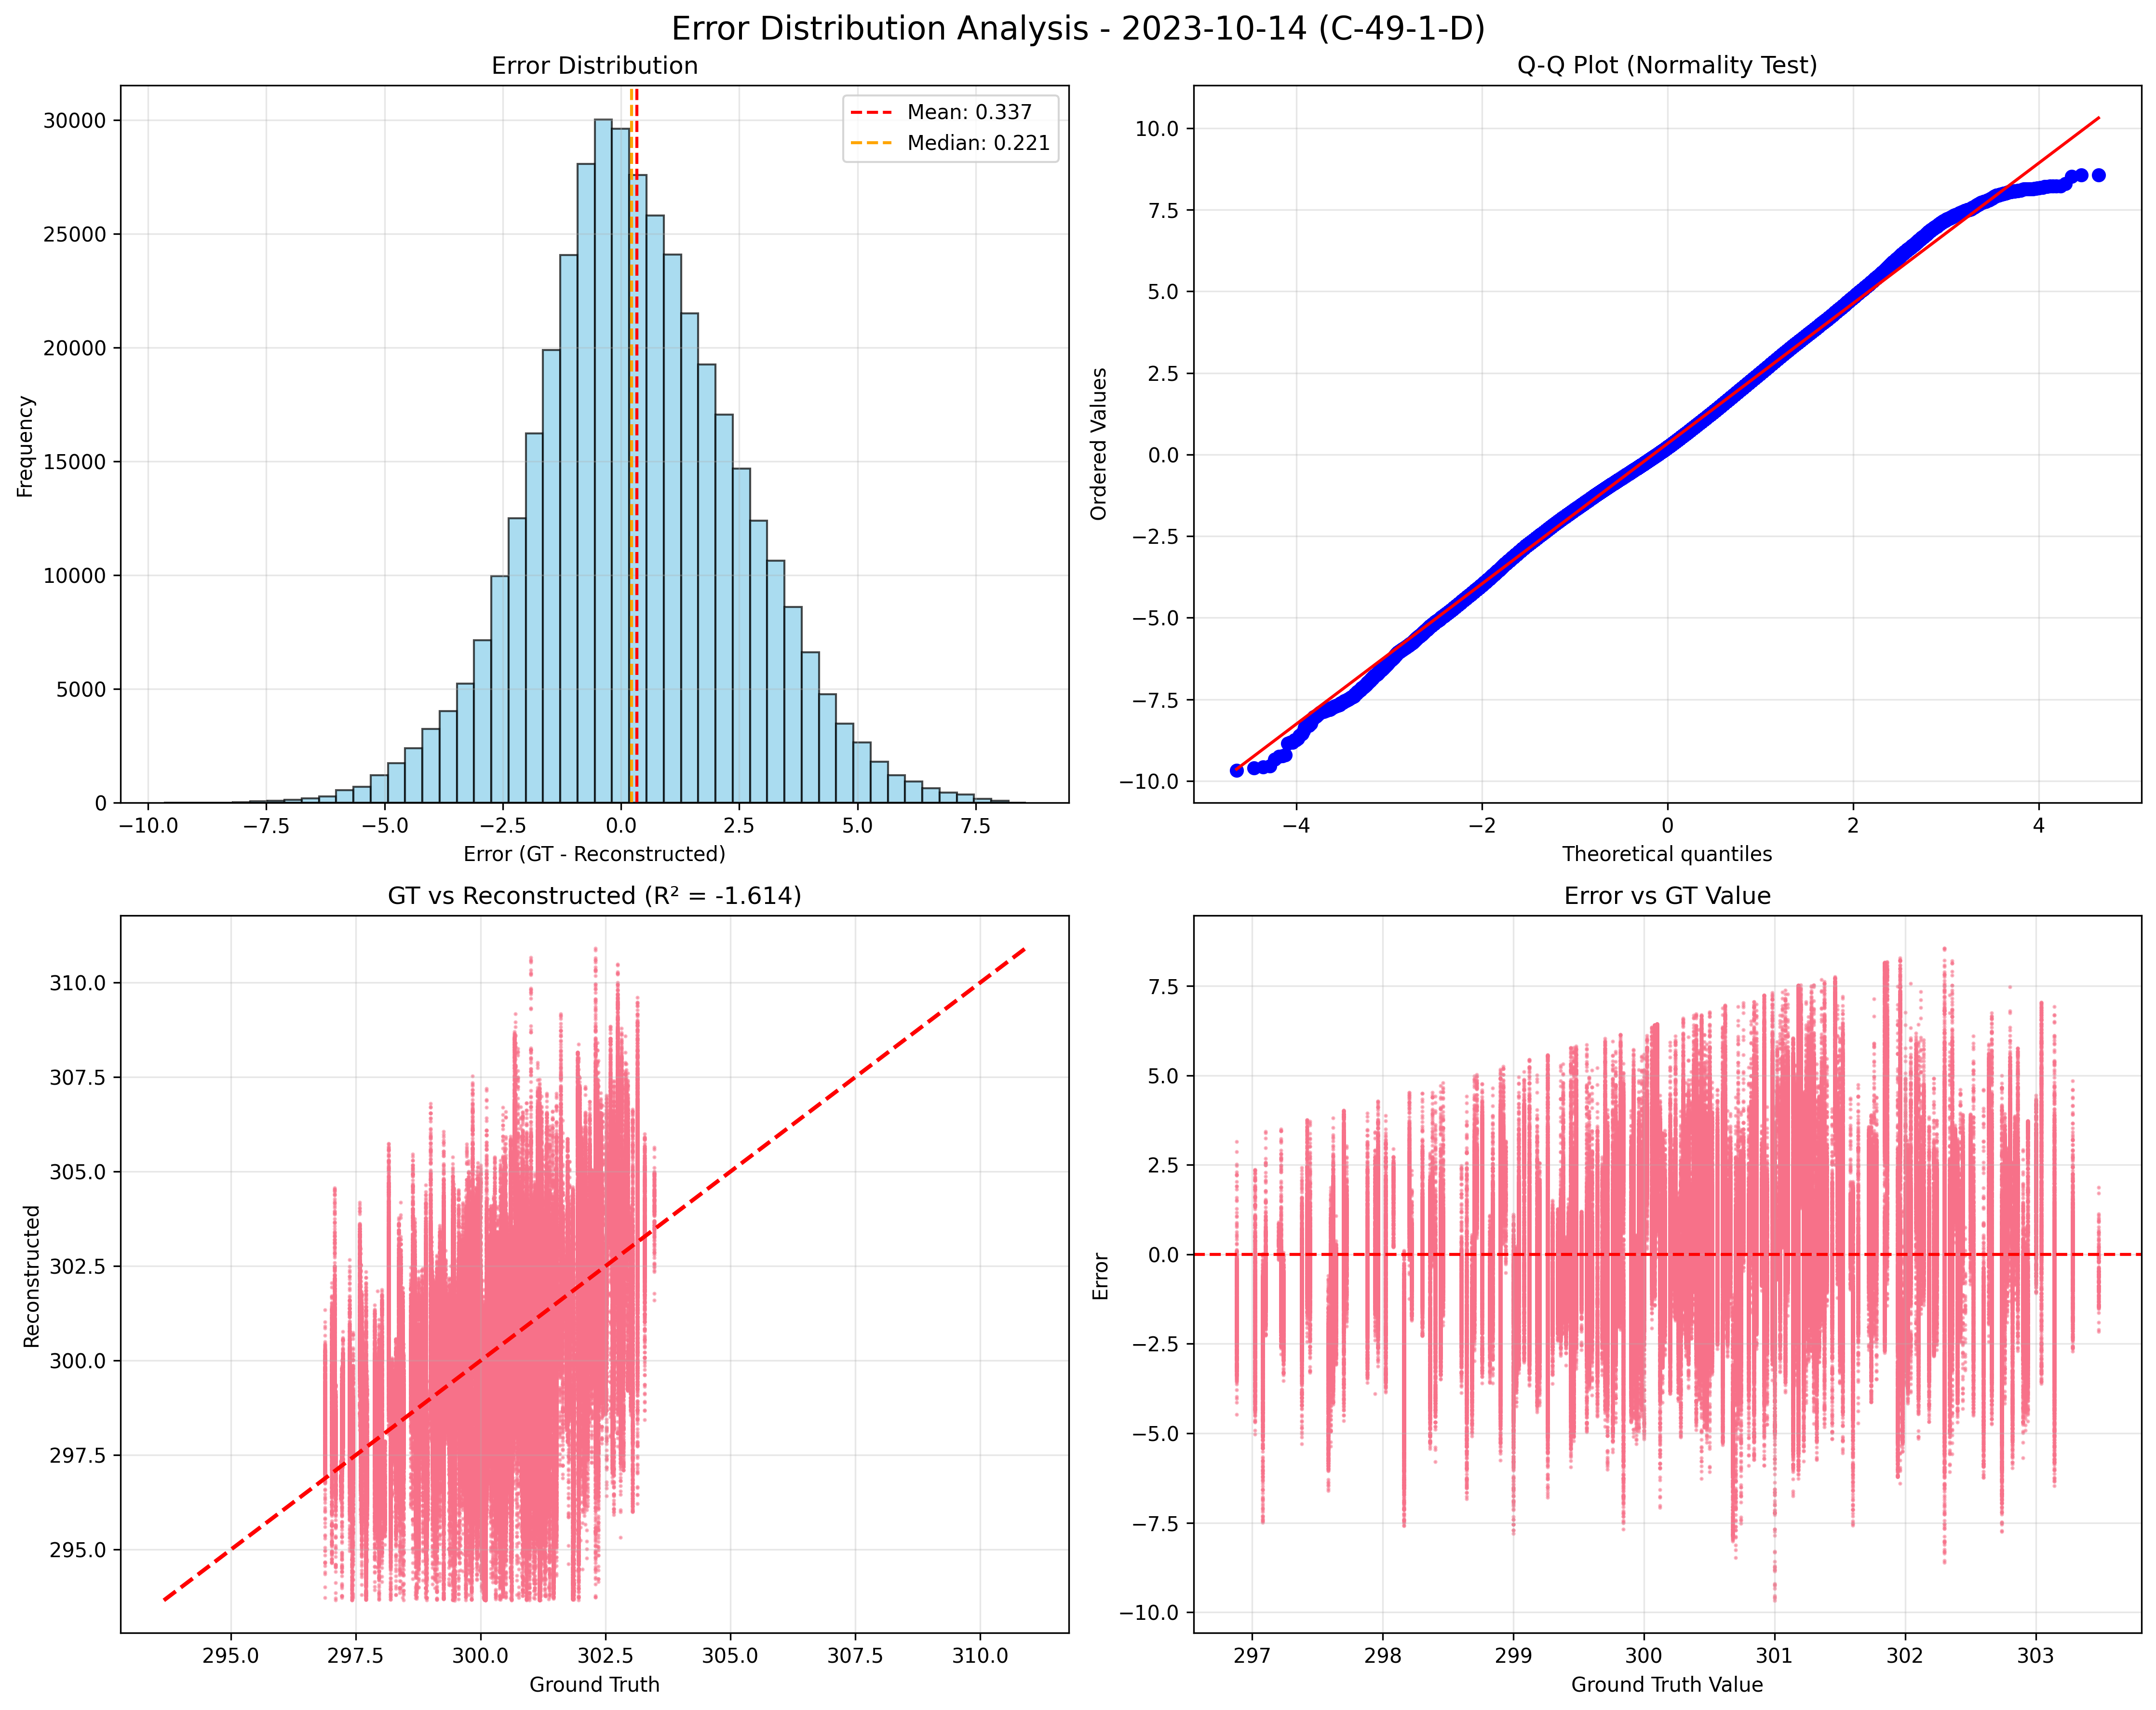 Error Distribution Analysis - 2023-10-14 (C-49-1-D)
Error Distribution
Mean: 0.337
Median: 0.221
30000
25000
20000
15000
10000
5000
0
Frequency
−10.0 −7.5 −5.0 −2.5 0.0 2.5 5.0 7.5
Error (GT - Reconstructed)
Q-Q Plot (Normality Test)
10.0
7.5
5.0
2.5
0.0
−2.5
−5.0
−7.5
−10.0
Ordered Values
−4 −2 0 2 4
Theoretical quantiles
GT vs Reconstructed (R² = -1.614)
310.0
307.5
305.0
302.5
300.0
297.5
295.0
Reconstructed
295.0 297.5 300.0 302.5 305.0 307.5 310.0
Ground Truth
Error vs GT Value
7.5
5.0
2.5
0.0
−2.5
−5.0
−7.5
−10.0
Error
297 298 299 300 301 302 303
Ground Truth Value